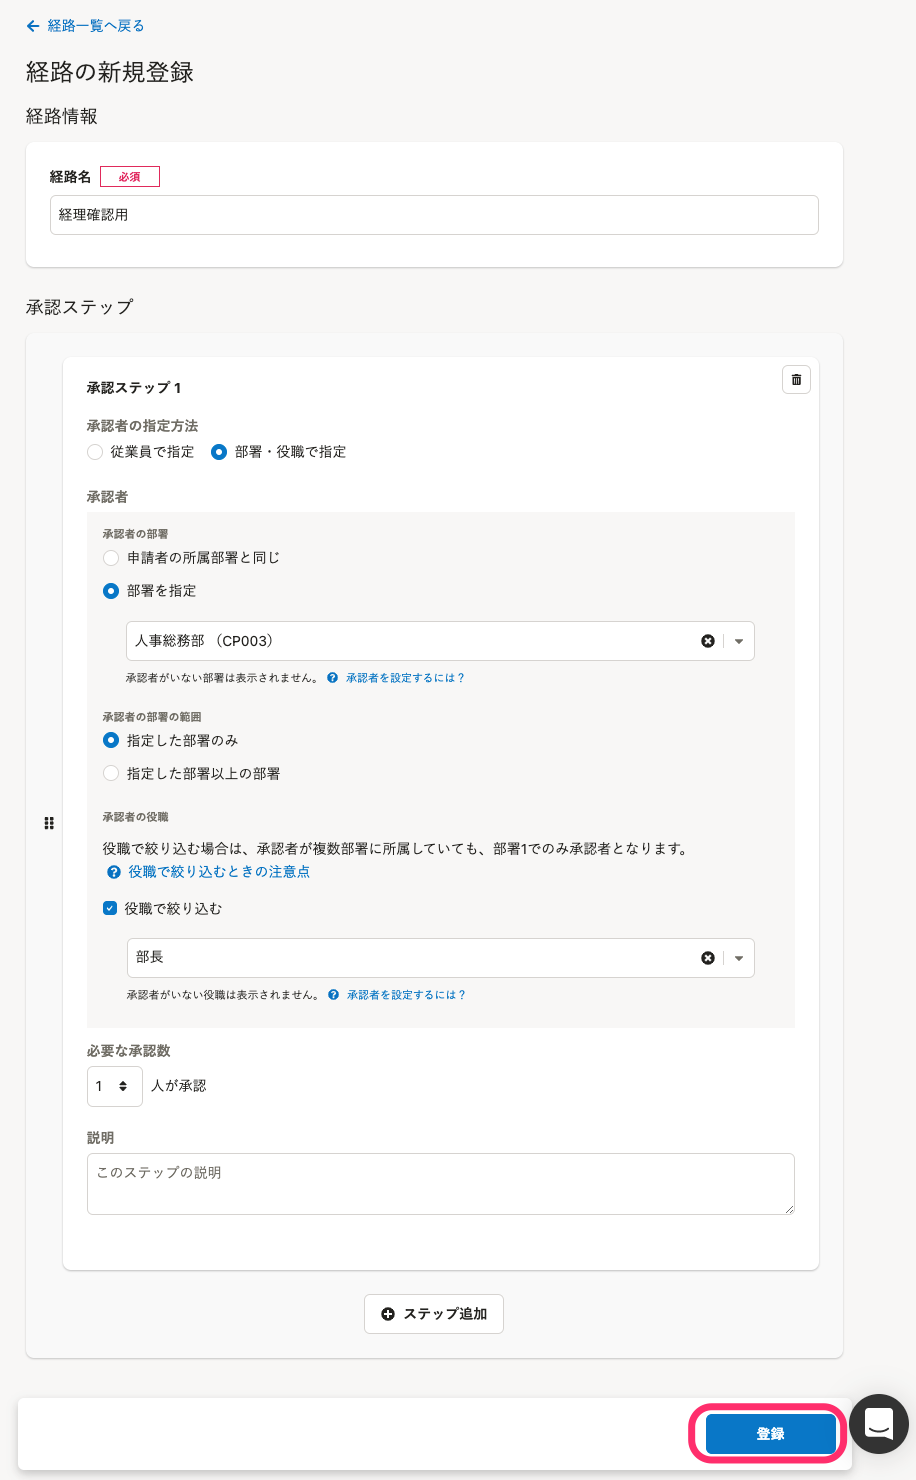 経路一覧へ戻る
経路の新規登録
経路情報
経路名 必須
経理確認用
承認ステップ
承認ステップ 1
承認者の指定方法
従業員で指定 部署・役職で指定
承認者
承認者の部署
申請者の所属部署と同じ
部署を指定
人事総務部 （CP003）
承認者がいない部署は表示されません。 承認者を設定するには？
承認者の部署の範囲
指定した部署のみ
指定した部署以上の部署
承認者の役職
役職で絞り込む場合は、承認者が複数部署に所属していても、部署1でのみ承認者となります。
役職で絞り込むときの注意点
役職で絞り込む
部長
承認者がいない役職は表示されません。 承認者を設定するには？
必要な承認数
1 人が承認
説明
このステップの説明
ステップ追加
登録